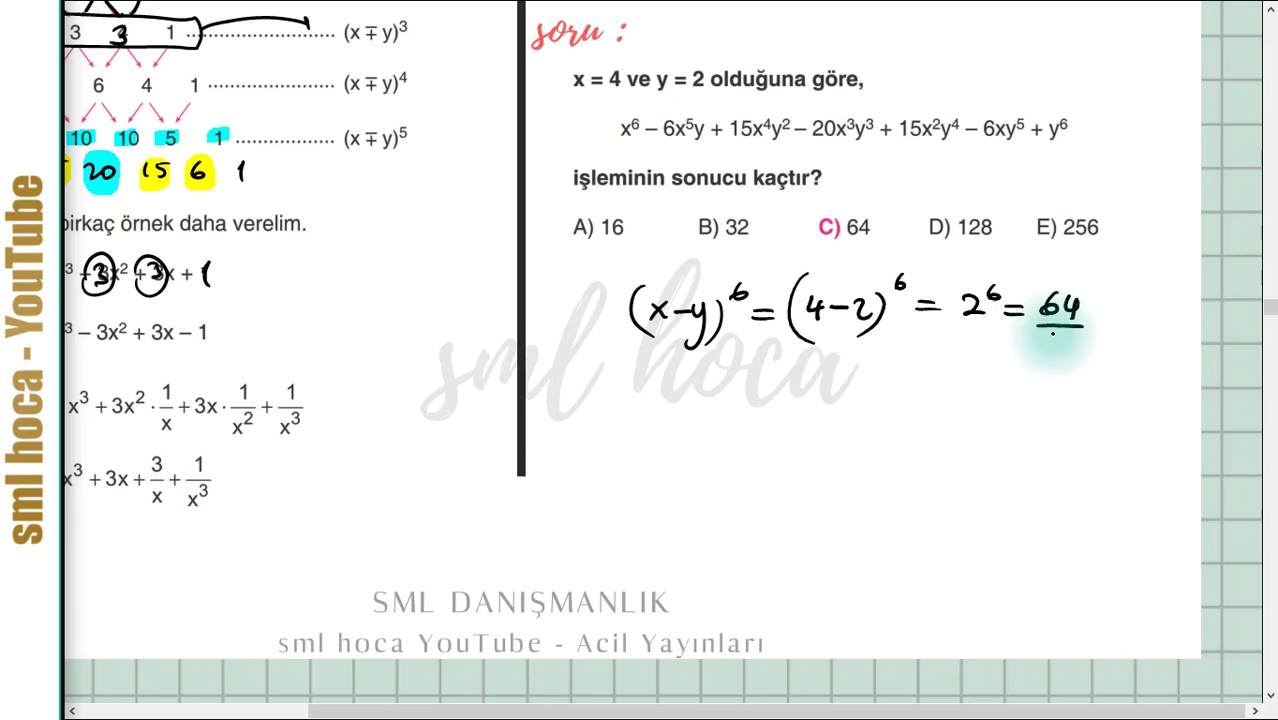 sml hoca - YouTube
3 3 1 .......................... (x ∓ y)³
6 4 1 ....................... (x ∓ y)⁴
10 10 5 1 .................. (x ∓ y)⁵
20 15 6 1
birkaç örnek daha verelim.
³ + 3x² + 3x + 1
³ − 3x² + 3x − 1
x³ + 3x² · 1/x + 3x · 1/x² + 1/x³
x³ + 3x + 3/x + 1/x³
soru :
x = 4 ve y = 2 olduğuna göre,
x⁶ – 6x⁵y + 15x⁴y² – 20x³y³ + 15x²y⁴ – 6xy⁵ + y⁶
işleminin sonucu kaçtır?
A) 16 B) 32 C) 64 D) 128 E) 256
(x-y)⁶ = (4-2)⁶ = 2⁶ = 64
sml hoca
SML DANIŞMANLIK
sml hoca YouTube - Acil Yayınları